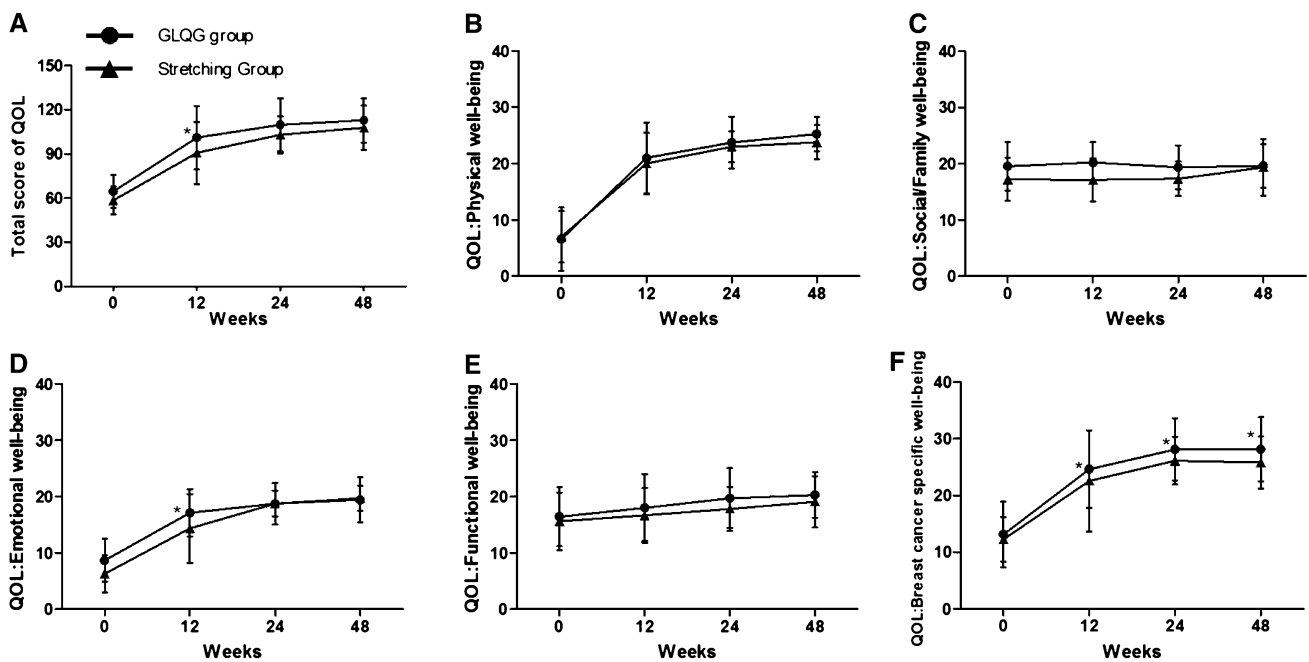 A
GLQG group
Stretching Group
Total score of QOL
150
120
90
60
30
0
*
0 12 24 48
Weeks
B
QOL:Physical well-being
40
30
20
10
0
0 12 24 48
Weeks
C
QOL:Social/Family well-being
40
30
20
10
0
0 12 24 48
Weeks
D
QOL:Emotional well-being
40
30
20
10
0
*
0 12 24 48
Weeks
E
QOL:Functional well-being
40
30
20
10
0
0 12 24 48
Weeks
F
QOL:Breast cancer specific well-being
40
30
20
10
0
* * *
0 12 24 48
Weeks